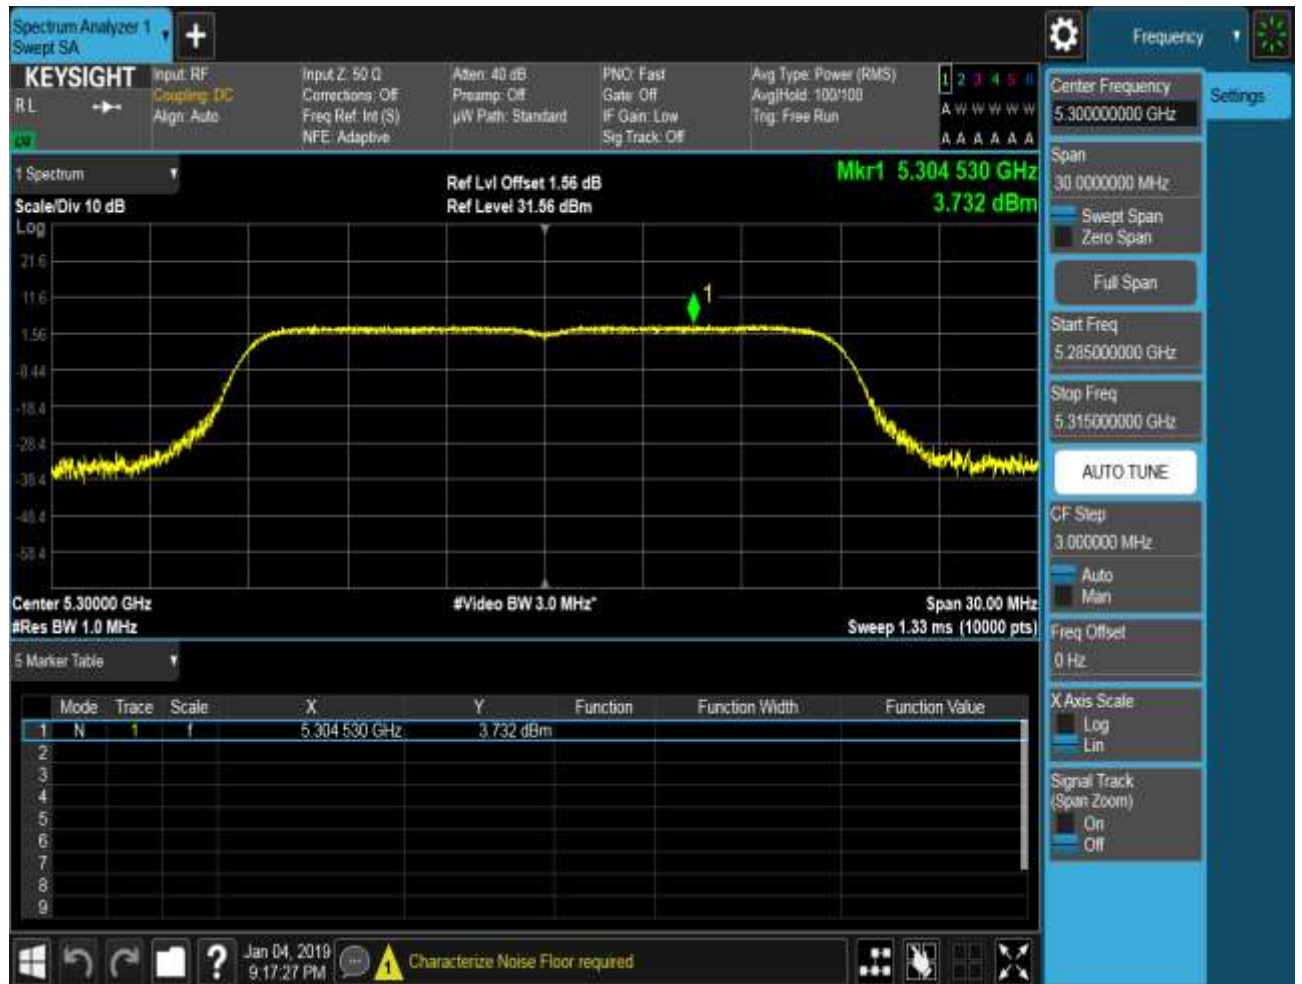 Spectrum Analyzer 1
Swept SA
Frequency
KEYSIGHT
RL
Input: RF
Coupling: DC
Align: Auto
Input Z: 50 Ω
Corrections: Off
Freq Ref: Int (S)
NFE: Adaptive
Atten: 40 dB
Preamp: Off
µW Path: Standard
PNO: Fast
Gate: Off
IF Gain: Low
Sig Track: Off
Avg Type: Power (RMS)
Avg|Hold: 100/100
Trig: Free Run
1 2 3 4 5 6
A W W W W W
A A A A A A
1 Spectrum
Scale/Div 10 dB
Log
Ref Lvl Offset 1.56 dB
Ref Level 31.56 dBm
Mkr1 5.304 530 GHz
3.732 dBm
21.6
11.6
1.56
-8.44
-18.4
-28.4
-38.4
-48.4
-58.4
1
Center 5.30000 GHz
#Video BW 3.0 MHz*
Span 30.00 MHz
#Res BW 1.0 MHz
Sweep 1.33 ms (10000 pts)
5 Marker Table
Mode Trace Scale X Y Function Function Width Function Value
1 N 1 f 5.304 530 GHz 3.732 dBm
2
3
4
5
6
7
8
9
Settings
Center Frequency
5.300000000 GHz
Span
30.0000000 MHz
Swept Span
Zero Span
Full Span
Start Freq
5.285000000 GHz
Stop Freq
5.315000000 GHz
AUTO TUNE
CF Step
3.000000 MHz
Auto
Man
Freq Offset
0 Hz
X Axis Scale
Log
Lin
Signal Track
(Span Zoom)
On
Off
?
Jan 04, 2019
9:17:27 PM
1
Characterize Noise Floor required